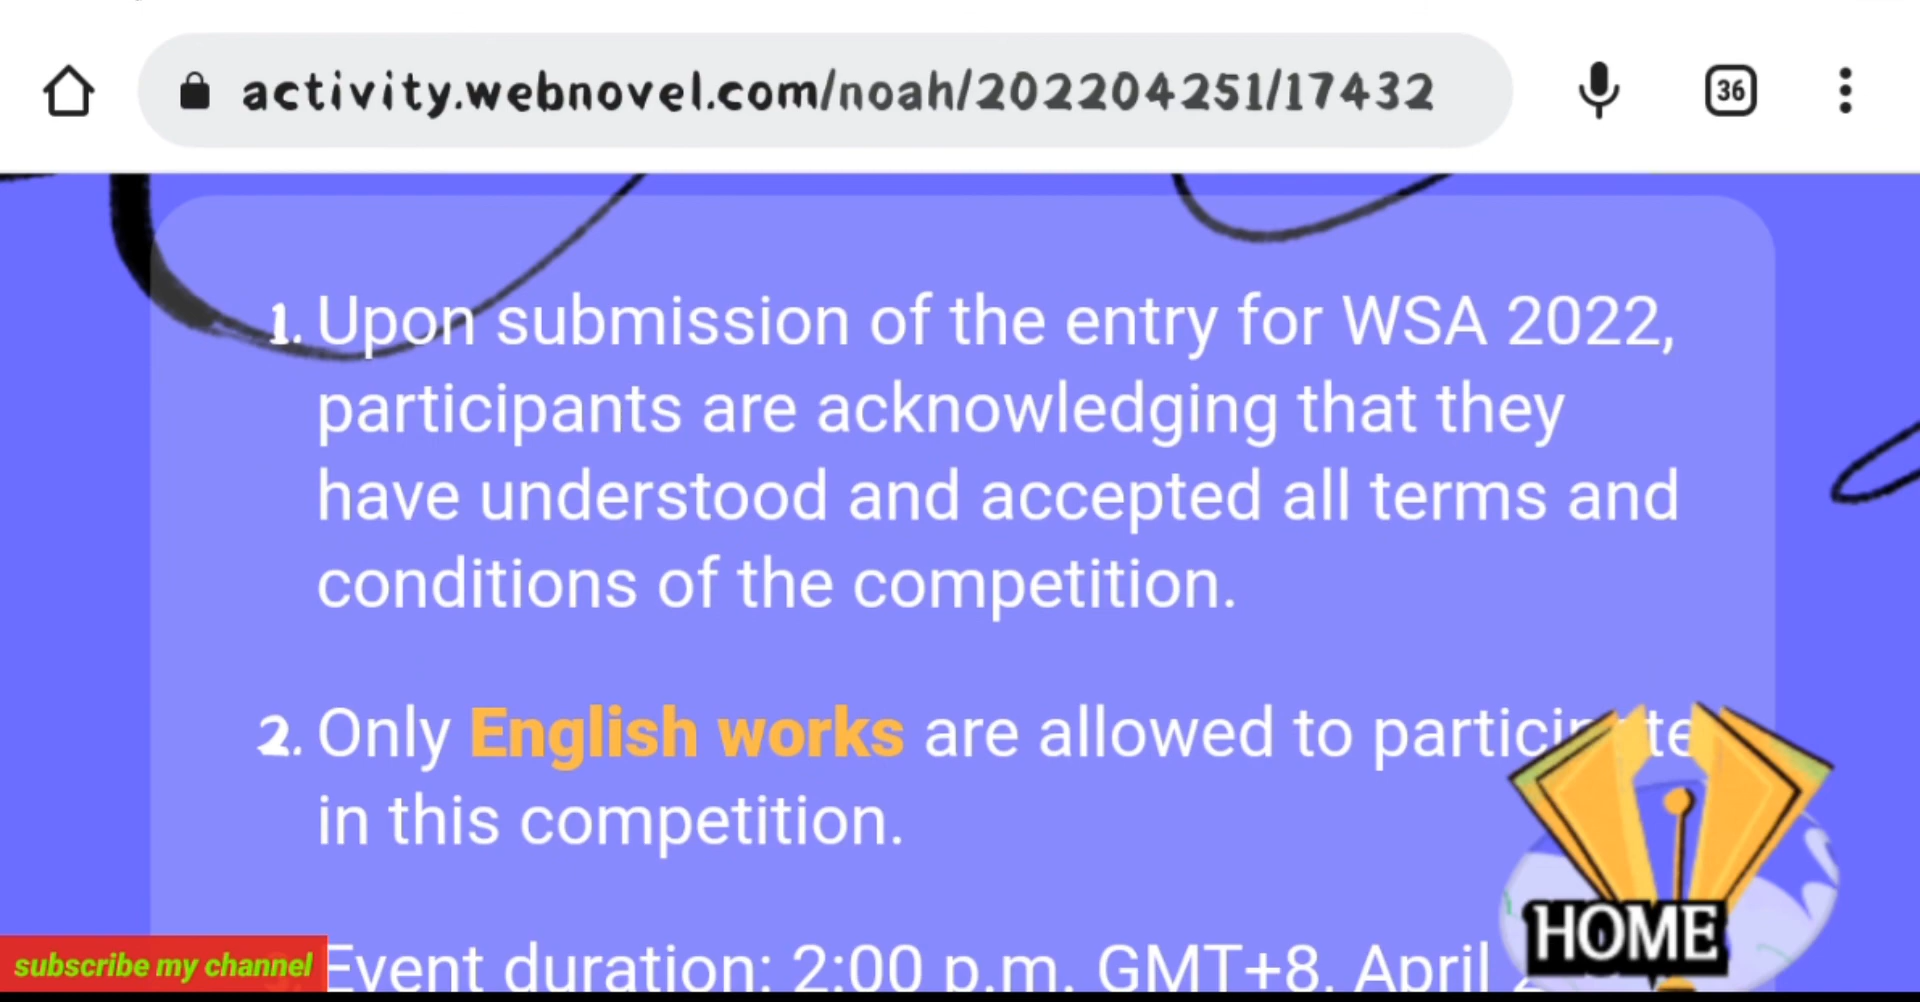 activity.webnovel.com/noah/202204251/17432
36
1. Upon submission of the entry for WSA 2022,
participants are acknowledging that they
have understood and accepted all terms and
conditions of the competition.
2. Only English works are allowed to
in this competition.
Event duration: 2:00 p.m. GMT+8, April
HOME
subscribe my channel